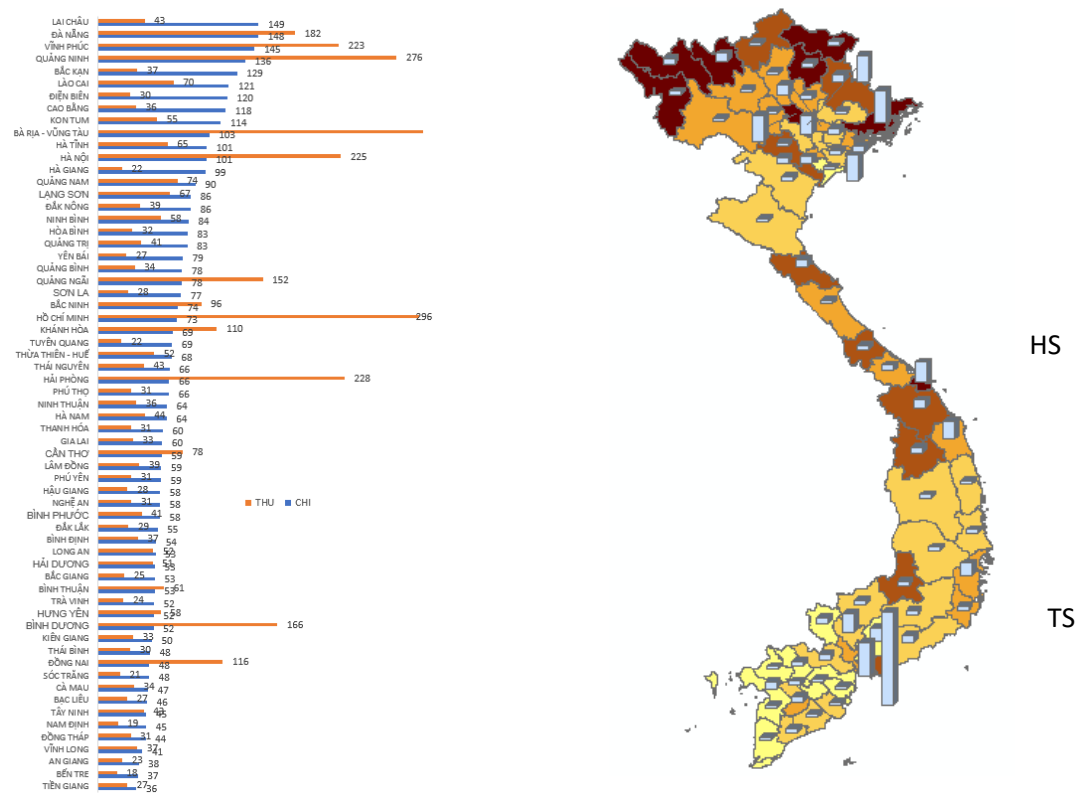 LAI CHÂU 43 149
ĐÀ NẴNG 182 148
VĨNH PHÚC 223 145
QUẢNG NINH 276 136
BẮC KẠN 37 129
LÀO CAI 70 121
ĐIỆN BIÊN 30 120
CAO BẰNG 36 118
KON TUM 55 114
BÀ RỊA - VŨNG TÀU 103
HÀ TĨNH 65 101
HÀ NỘI 225 101
HÀ GIANG 22 99
QUẢNG NAM 74 90
LẠNG SƠN 67 86
ĐẮK NÔNG 39 86
NINH BÌNH 58 84
HÒA BÌNH 32 83
QUẢNG TRỊ 41 83
YÊN BÁI 27 79
QUẢNG BÌNH 34 78
QUẢNG NGÃI 152 78
SƠN LA 28 77
BẮC NINH 96 74
HỒ CHÍ MINH 296 73
KHÁNH HÒA 110 69
TUYÊN QUANG 22 69
THỪA THIÊN - HUẾ 52 68
THÁI NGUYÊN 43 66
HẢI PHÒNG 228 66
PHÚ THỌ 31 66
NINH THUẬN 36 64
HÀ NAM 44 64
THANH HÓA 31 60
GIA LAI 33 60
CẦN THƠ 78 59
LÂM ĐỒNG 39 59
PHÚ YÊN 31 59
HẬU GIANG 28 58
NGHỆ AN 31 58
BÌNH PHƯỚC 41 58
ĐẮK LẮK 29 55
BÌNH ĐỊNH 37 54
LONG AN 52 53
HẢI DƯƠNG 51 53
BẮC GIANG 25 53
BÌNH THUẬN 61 53
TRÀ VINH 24 52
HƯNG YÊN 58 52
BÌNH DƯƠNG 166 52
KIÊN GIANG 33 50
THÁI BÌNH 30 48
ĐỒNG NAI 116 48
SÓC TRĂNG 21 48
CÀ MAU 34 47
BẠC LIÊU 27 46
TÂY NINH 43 45
NAM ĐỊNH 19 45
ĐỒNG THÁP 31 44
VĨNH LONG 37 41
AN GIANG 23 38
BẾN TRE 18 37
TIỀN GIANG 27 36
THU CHI
HS
TS